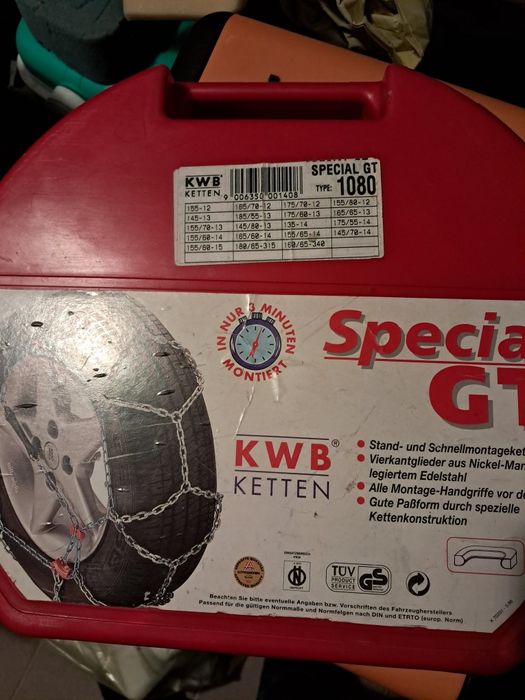 SPECIAL GT
KWB
KETTEN
TYPE: 1080
9 006350 001408
155-12 165/70-12 175/70-12 155/80-12
145-13 185/55-13 175/60-13 165/65-13
155/70-13 145/80-13 135-14 175/55-14
155/60-14 165/60-14 155/65-14 145/70-14
155/60-15 180/65-315 160/65-340
IN NUR 3 MINUTEN
MONTIERT
Specia
GT
KWB®
KETTEN
• Stand- und Schnellmontageket
• Vierkantglieder aus Nickel-Man
legiertem Edelstahl
• Alle Montage-Handgriffe vor de
• Gute Paßform durch spezielle
Kettenkonstruktion
N
TÜV
PRODUCT
SERVICE
GS
Beachten Sie bitte eventuelle Angaben bzw. Vorschriften des Fahrzeugherstellers
Passend für die gültigen Normmaße und Normfelgen nach DIN und ETRTO (europ. Norm)